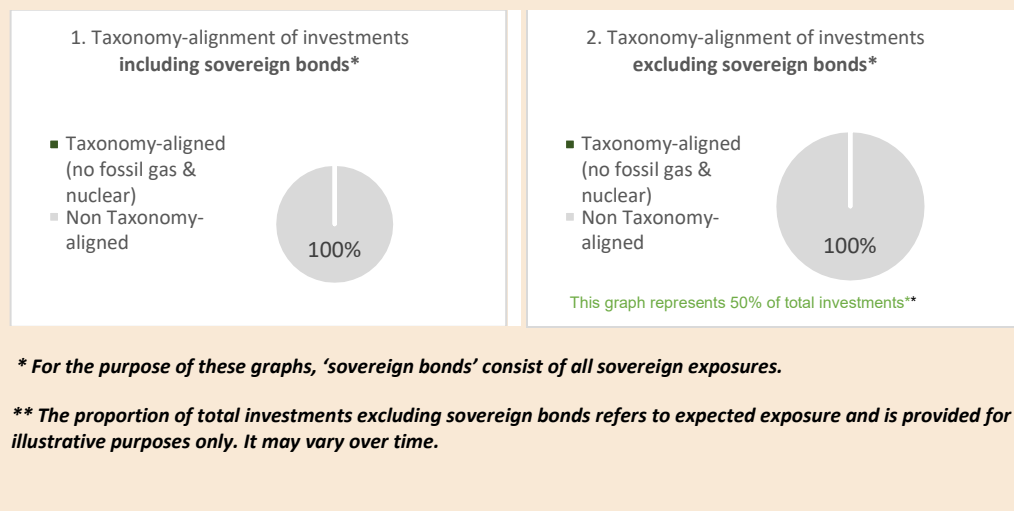 1. Taxonomy-alignment of investments
including sovereign bonds*
Taxonomy-aligned
(no fossil gas &
nuclear)
Non Taxonomy-
aligned
100%
2. Taxonomy-alignment of investments
excluding sovereign bonds*
Taxonomy-aligned
(no fossil gas &
nuclear)
Non Taxonomy-
aligned
100%
This graph represents 50% of total investments**
* For the purpose of these graphs, ‘sovereign bonds’ consist of all sovereign exposures.
** The proportion of total investments excluding sovereign bonds refers to expected exposure and is provided for
illustrative purposes only. It may vary over time.